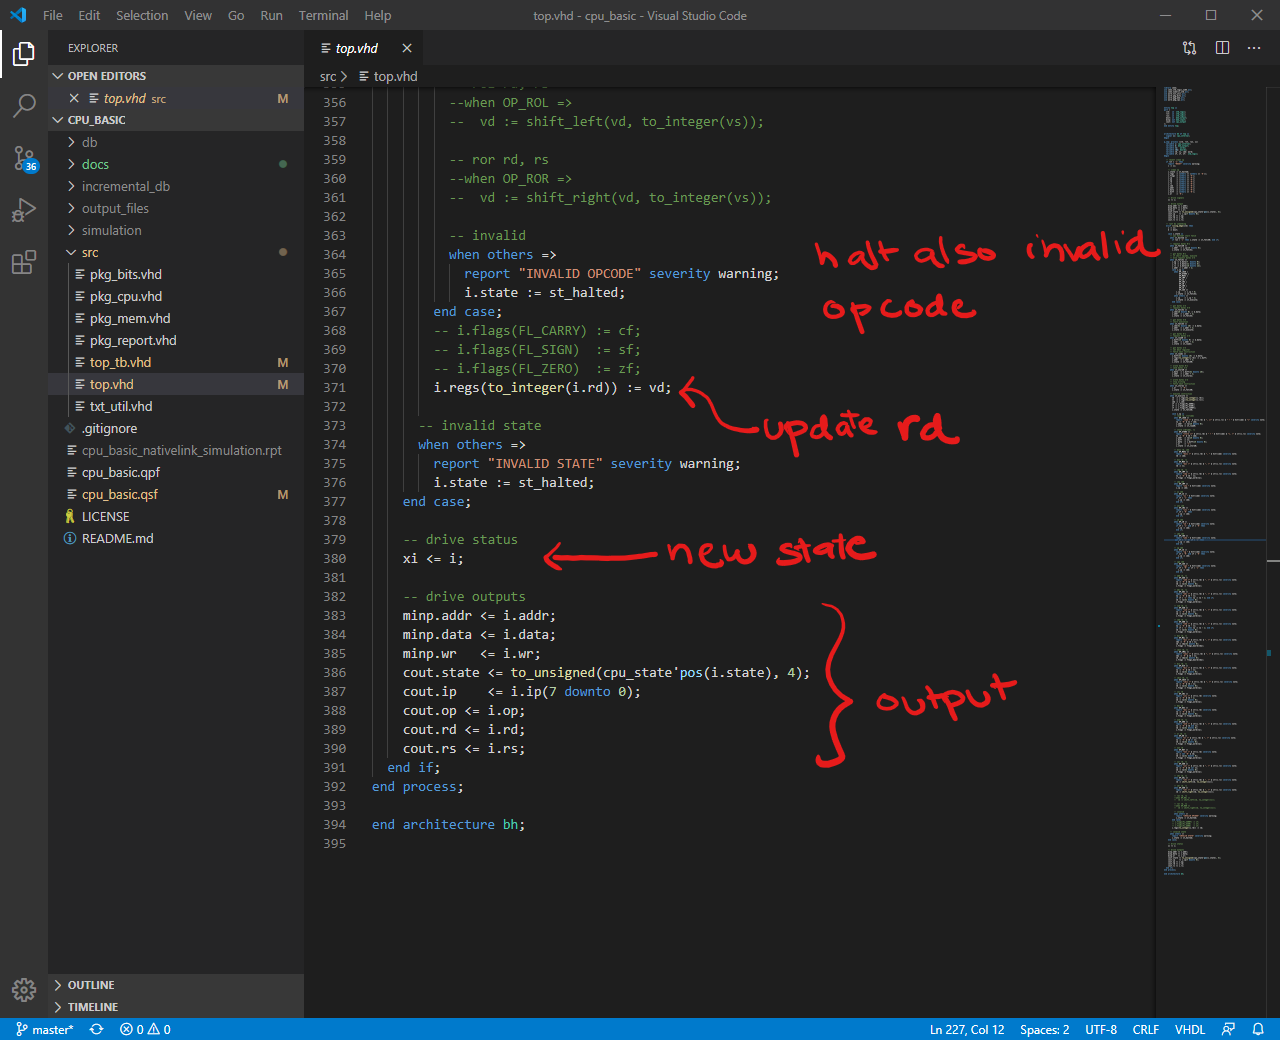 File Edit Selection View Go Run Terminal Help top.vhd - cpu_basic - Visual Studio Code
EXPLORER
OPEN EDITORS
top.vhd src M
CPU_BASIC
db
docs
incremental_db
output_files
simulation
src
pkg_bits.vhd
pkg_cpu.vhd
pkg_mem.vhd
pkg_report.vhd
top_tb.vhd M
top.vhd M
txt_util.vhd
.gitignore
cpu_basic_nativelink_simulation.rpt
cpu_basic.qpf
cpu_basic.qsf M
LICENSE
README.md
OUTLINE
TIMELINE
36
top.vhd
src > top.vhd
356 --when OP_ROL =>
357 --  vd := shift_left(vd, to_integer(vs));
358
359 -- ror rd, rs
360 --when OP_ROR =>
361 --  vd := shift_right(vd, to_integer(vs));
362
363 -- invalid
364 when others =>
365 report "INVALID OPCODE" severity warning;
366 i.state := st_halted;
367 end case;
368 -- i.flags(FL_CARRY) := cf;
369 -- i.flags(FL_SIGN)  := sf;
370 -- i.flags(FL_ZERO)  := zf;
371 i.regs(to_integer(i.rd)) := vd;
372
373 -- invalid state
374 when others =>
375 report "INVALID STATE" severity warning;
376 i.state := st_halted;
377 end case;
378
379 -- drive status
380 xi <= i;
381
382 -- drive outputs
383 minp.addr <= i.addr;
384 minp.data <= i.data;
385 minp.wr   <= i.wr;
386 cout.state <= to_unsigned(cpu_state'pos(i.state), 4);
387 cout.ip    <= i.ip(7 downto 0);
388 cout.op <= i.op;
389 cout.rd <= i.rd;
390 cout.rs <= i.rs;
391 end if;
392 end process;
393
394 end architecture bh;
395
halt also invalid
opcode
update rd
new state
output
master* 0 0 Ln 227, Col 12 Spaces: 2 UTF-8 CRLF VHDL